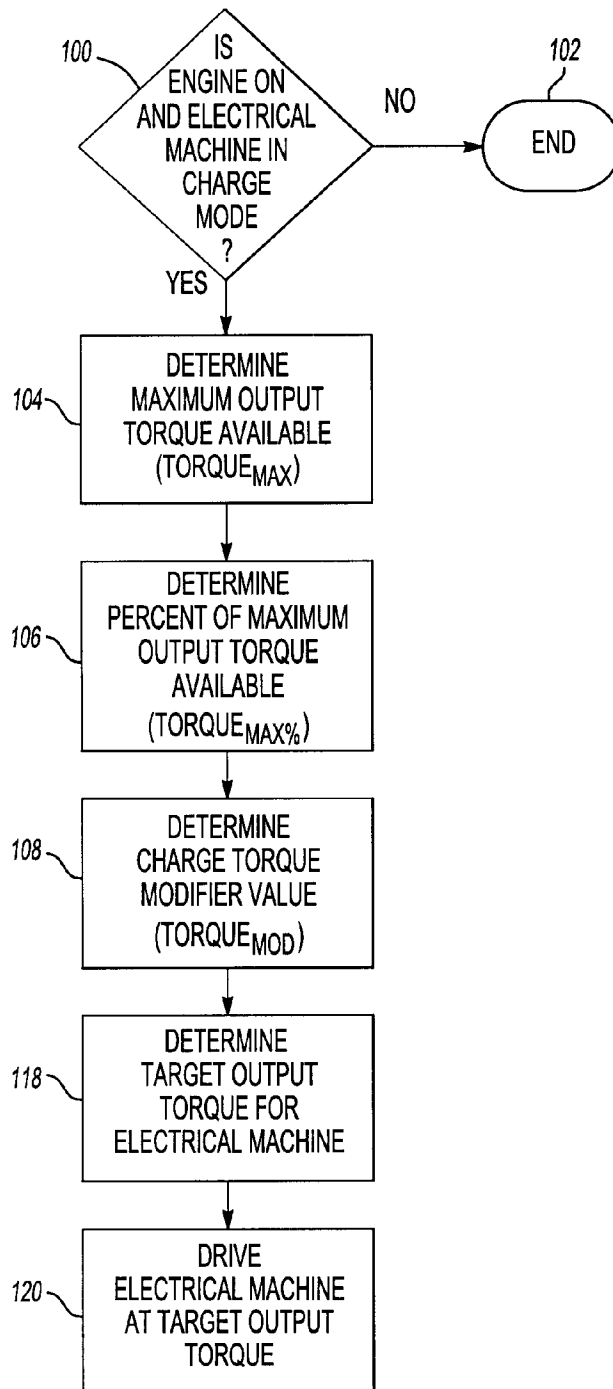 100
IS
ENGINE ON
AND ELECTRICAL
MACHINE IN
CHARGE
MODE
?
NO
102
END
YES
104
DETERMINE
MAXIMUM OUTPUT
TORQUE AVAILABLE
(TORQUEMAX)
106
DETERMINE
PERCENT OF MAXIMUM
OUTPUT TORQUE
AVAILABLE
(TORQUEMAX%)
108
DETERMINE
CHARGE TORQUE
MODIFIER VALUE
(TORQUEMOD)
118
DETERMINE
TARGET OUTPUT
TORQUE FOR
ELECTRICAL MACHINE
120
DRIVE
ELECTRICAL MACHINE
AT TARGET OUTPUT
TORQUE